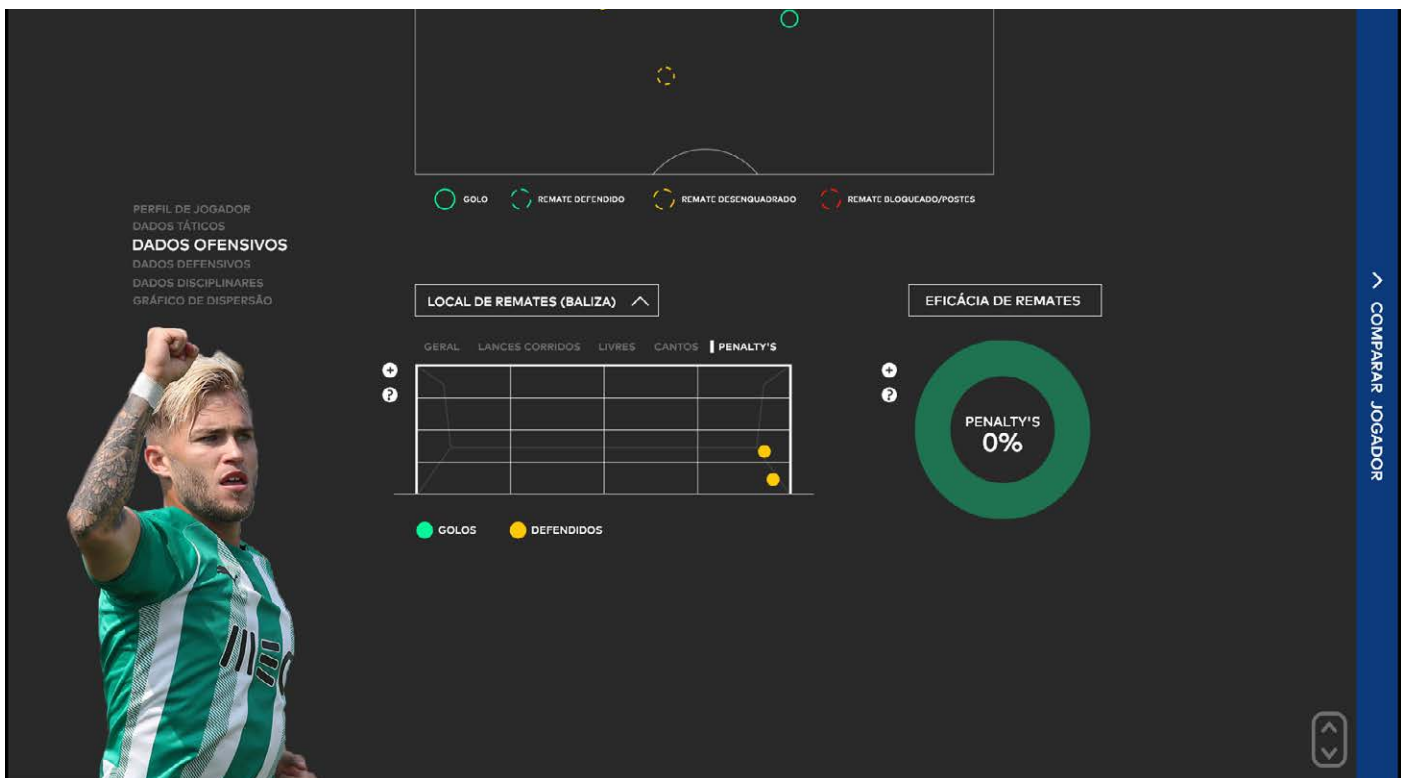 GOLO
REMATE DEFENDIDO
REMATE DESENQUADRADO
REMATE BLOQUEADO/POSTES
PERFIL DE JOGADOR
DADOS TÁTICOS
DADOS OFENSIVOS
DADOS DEFENSIVOS
DADOS DISCIPLINARES
GRÁFICO DE DISPERSÃO
LOCAL DE REMATES (BALIZA)
GERAL LANCES CORRIDOS LIVRES CANTOS PENALTY'S
+
?
GOLOS
DEFENDIDOS
EFICÁCIA DE REMATES
+
?
PENALTY'S
0%
COMPARAR JOGADOR